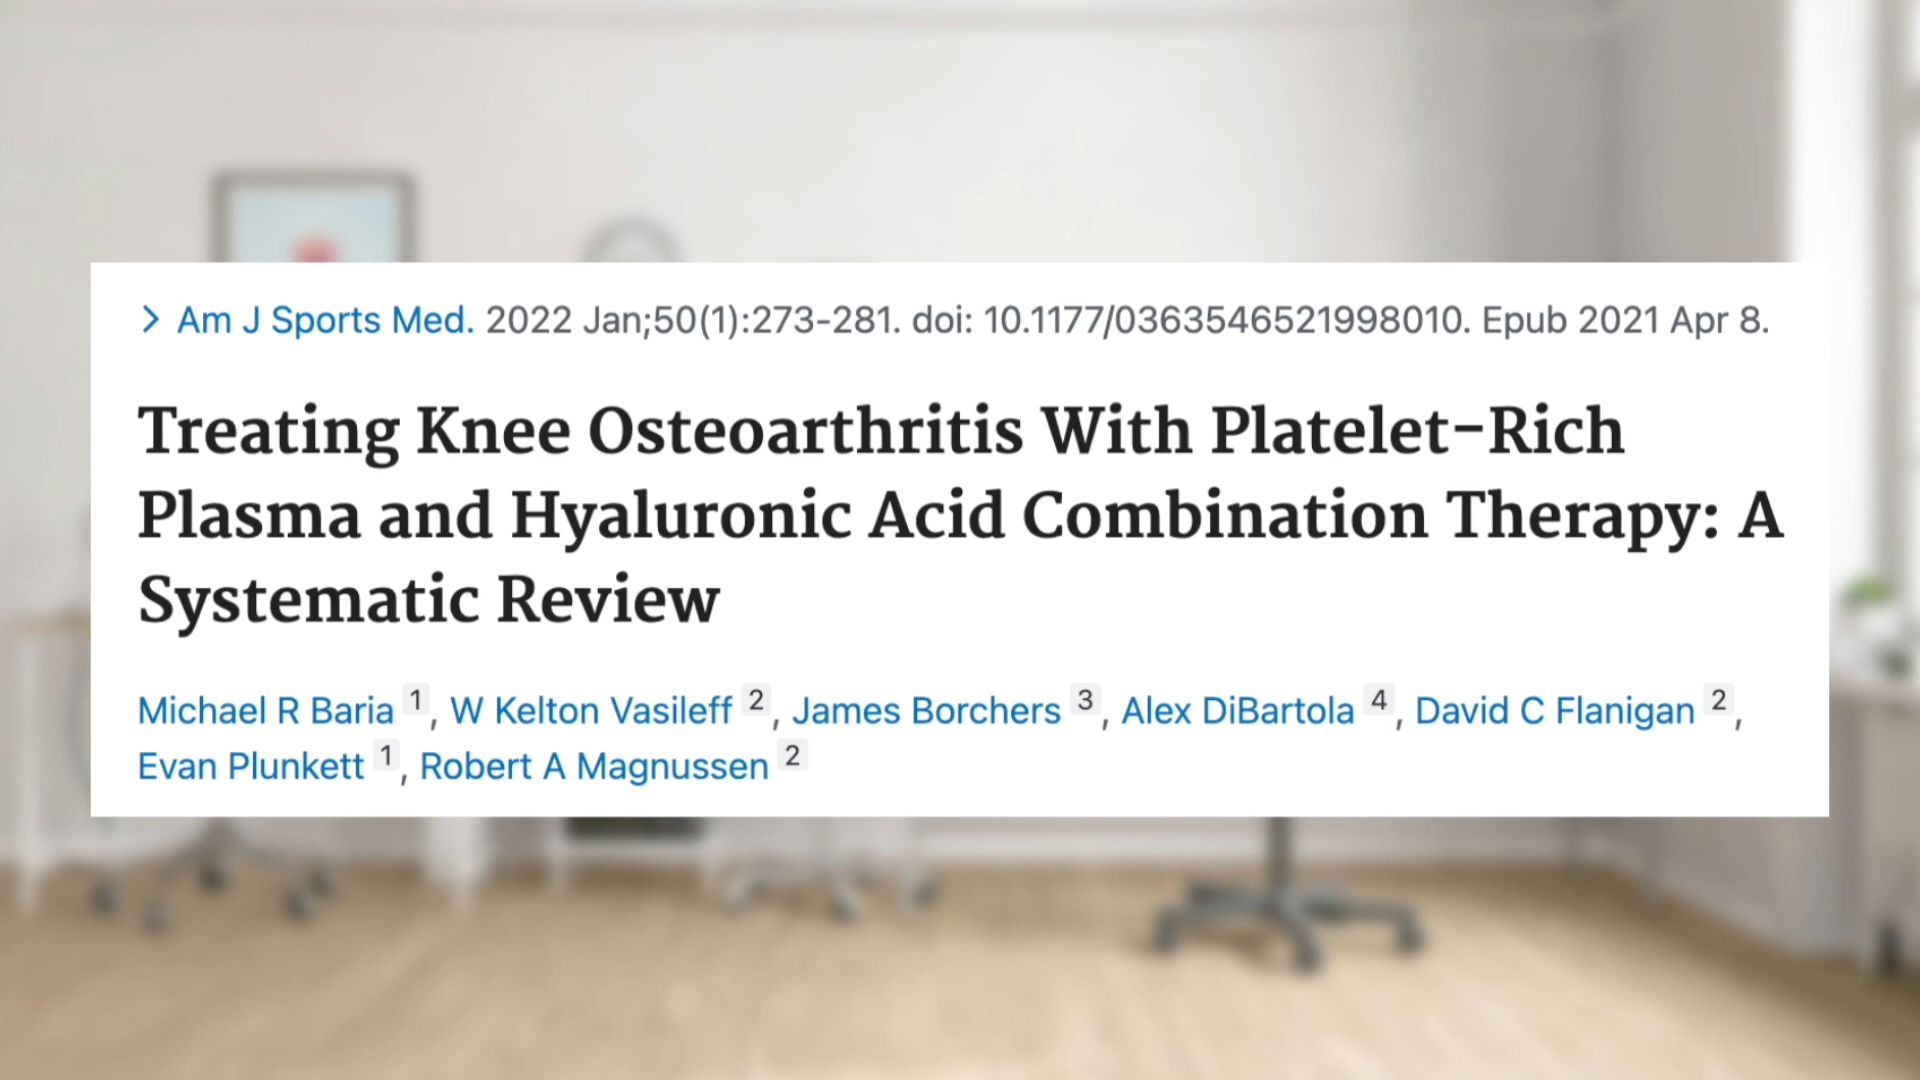 > Am J Sports Med. 2022 Jan;50(1):273-281. doi: 10.1177/0363546521998010. Epub 2021 Apr 8.
Treating Knee Osteoarthritis With Platelet-Rich
Plasma and Hyaluronic Acid Combination Therapy: A
Systematic Review
Michael R Baria 1, W Kelton Vasileff 2, James Borchers 3, Alex DiBartola 4, David C Flanigan 2,
Evan Plunkett 1, Robert A Magnussen 2